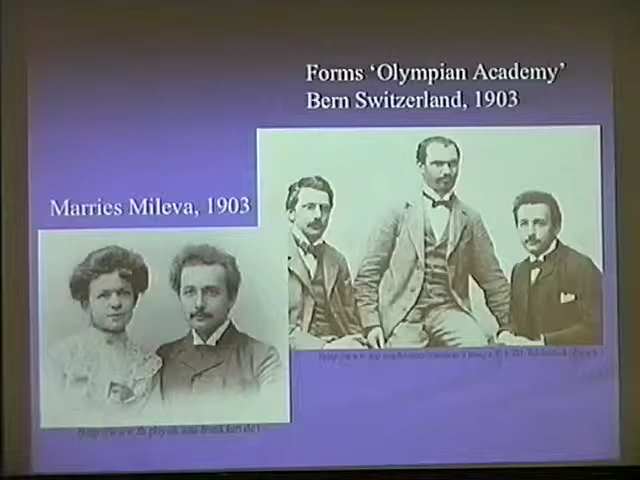 Forms ‘Olympian Academy’
Bern Switzerland, 1903
Marries Mileva, 1903